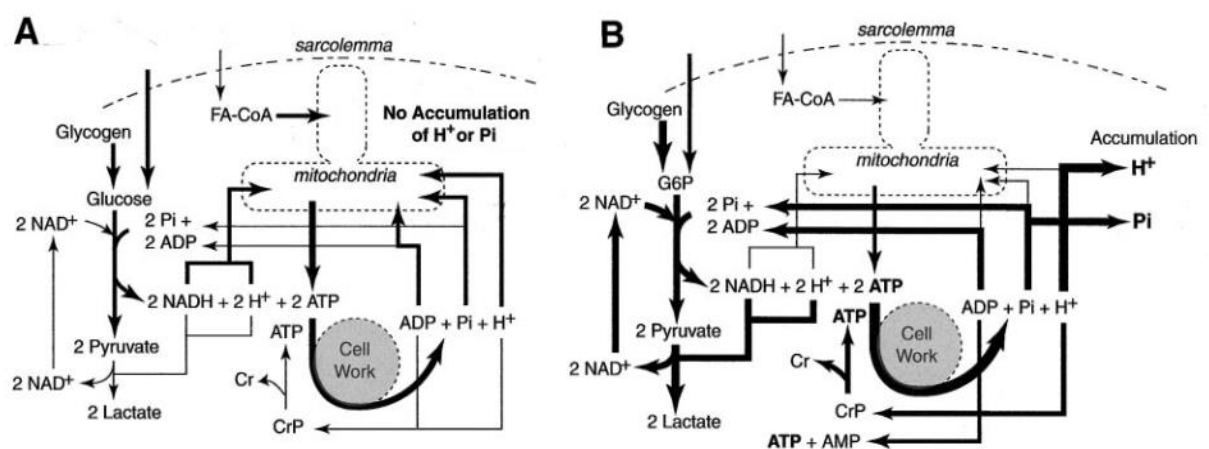 A
sarcolemma
FA-CoA
No Accumulation
of H⁺ or Pi
Glycogen
mitochondria
Glucose
2 NAD⁺
2 Pi +
2 ADP
2 NADH + 2 H⁺ + 2 ATP
ATP
ADP + Pi + H⁺
2 Pyruvate
Cell
Work
Cr
2 NAD⁺
2 Lactate
CrP
B
sarcolemma
FA-CoA
Glycogen
Accumulation
mitochondria
H⁺
G6P
2 NAD⁺
2 Pi +
2 ADP
Pi
2 NADH + 2 H⁺ + 2 ATP
ATP
ADP + Pi + H⁺
2 Pyruvate
Cell
Work
Cr
2 NAD⁺
2 Lactate
CrP
ATP + AMP